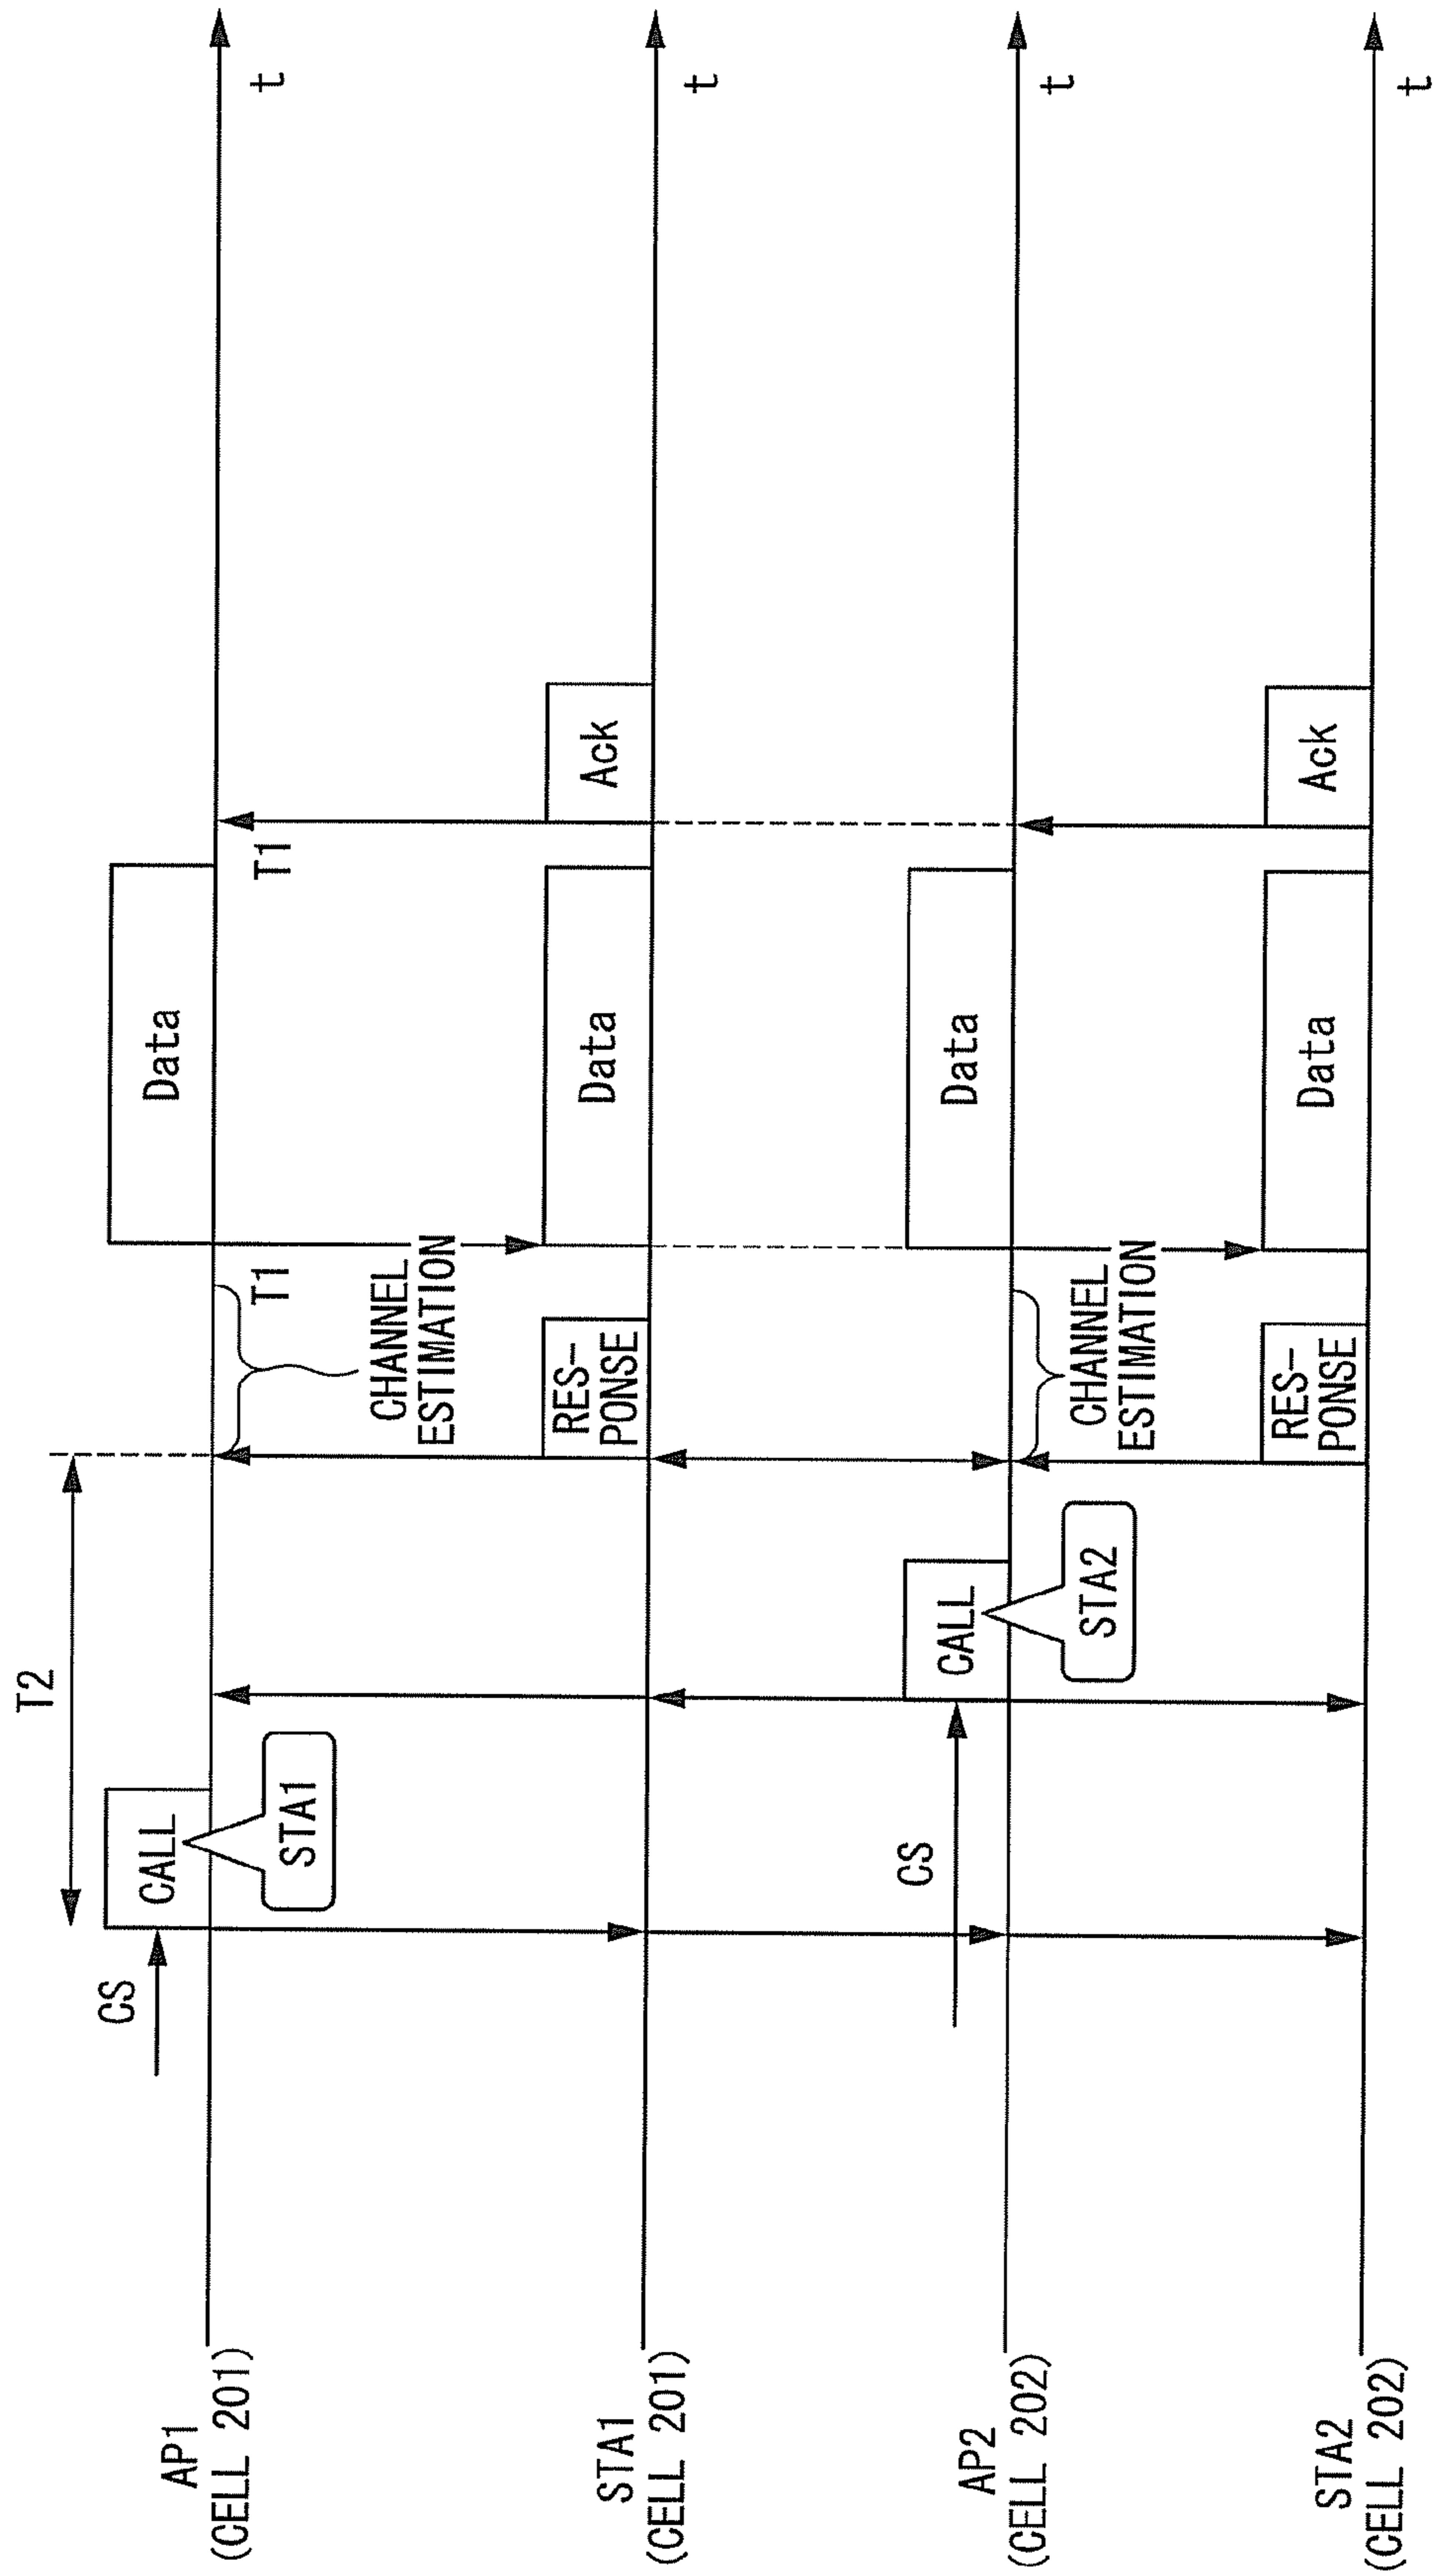 T2
CS
CALL
STA1
Data
AP1
(CELL 201)
T1
T1
t
CHANNEL
ESTIMATION
RES-
PONSE
Data
Ack
STA1
(CELL 201)
t
CS
CALL
STA2
Data
AP2
(CELL 202)
t
CHANNEL
ESTIMATION
RES-
PONSE
Data
Ack
STA2
(CELL 202)
t